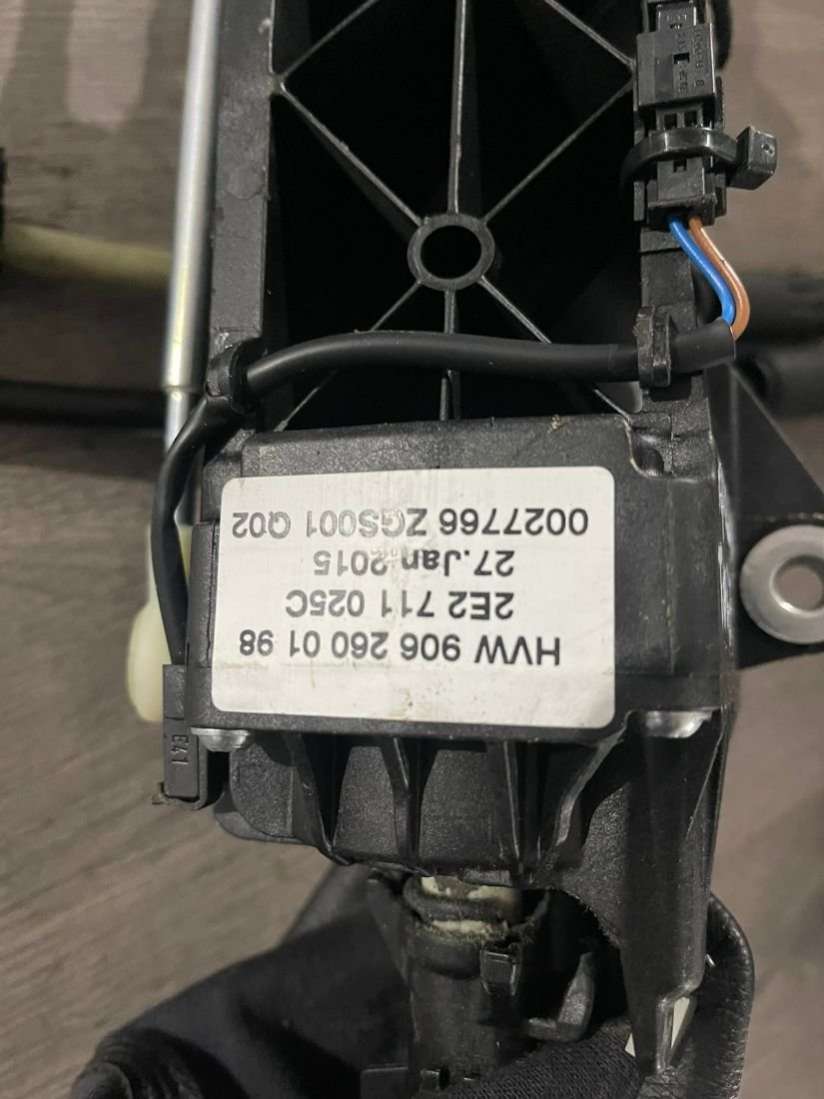 HVW 906 260 01 98
2E2 711 025C
27.Jan 2015
0027766 ZGS001 Q02